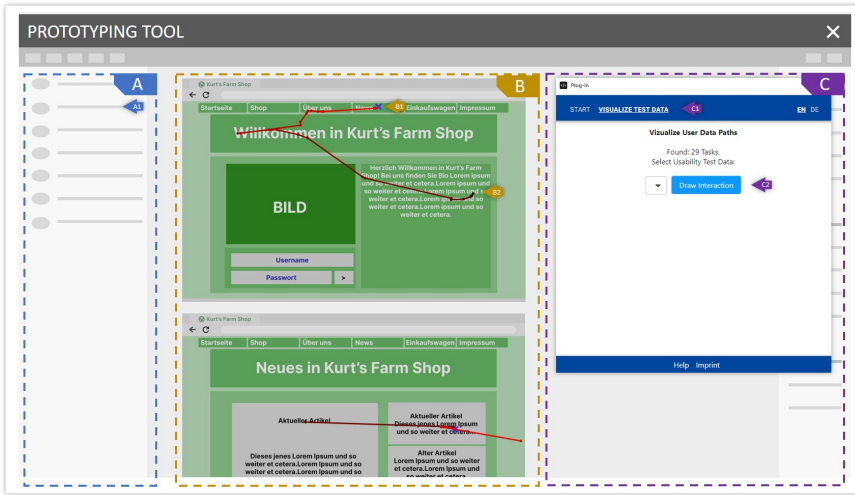 PROTOTYPING TOOL
A
A1
B
Kurt's Farm Shop
Startseite Shop Über uns News Einkaufswagen Impressum
B1
Willkommen in Kurt's Farm Shop
BILD
Herzlich Willkommen in Kurt's Farm
Shop! Bei uns finden Sie Bio Lorem ipsum
und so weiter et cetera.Lorem ipsum und
so weiter et cetera.Lorem ipsum und
so weiter et cetera.Lorem ipsum und so
weiter et cetera.Lorem ipsum und so
weiter et cetera.
B2
Username
Passwort >
Kurt's Farm Shop
Startseite Shop Über uns News Einkaufswagen Impressum
Neues in Kurt's Farm Shop
Aktueller Artikel
Dieses jenes Lorem Ipsum und so
weiter et cetera.Lorem Ipsum und so
weiter et cetera.Lorem Ipsum und so
Aktueller Artikel
Dieses jenes Lorem Ipsum
und so weiter et cetera.
Alter Artikel
Lorem Ipsum und so weiter
et cetera.Lorem Ipsum und
so weiter et cetera.
C
Plug-In
START VISUALIZE TEST DATA C1 EN DE
Visualize User Data Paths
Found: 29 Tasks.
Select Usability Test Data:
Draw Interaction C2
Help Imprint